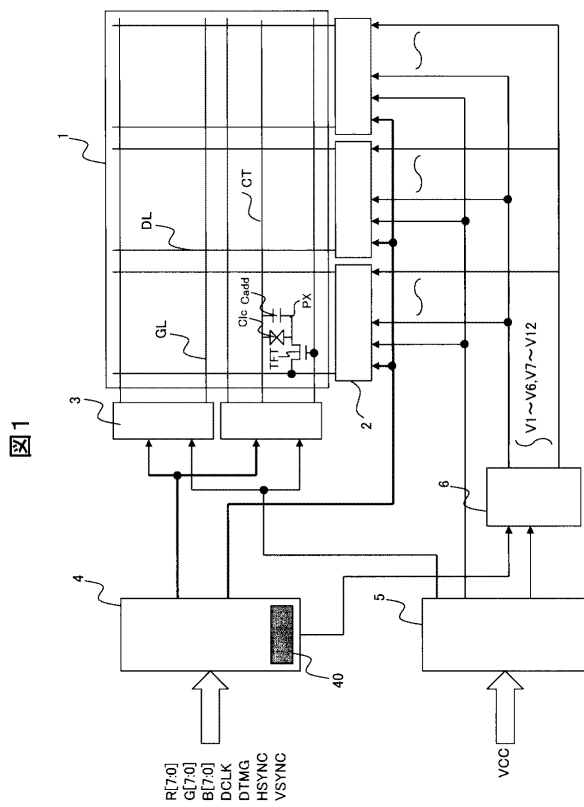 図1
R[7:0]
G[7:0]
B[7:0]
DCLK
DTMG
HSYNC
VSYNC
4
40
VCC
5
6
V1～V6,V7～V12
3
2
1
GL
DL
CT
TFT
Clc
Cadd
PX